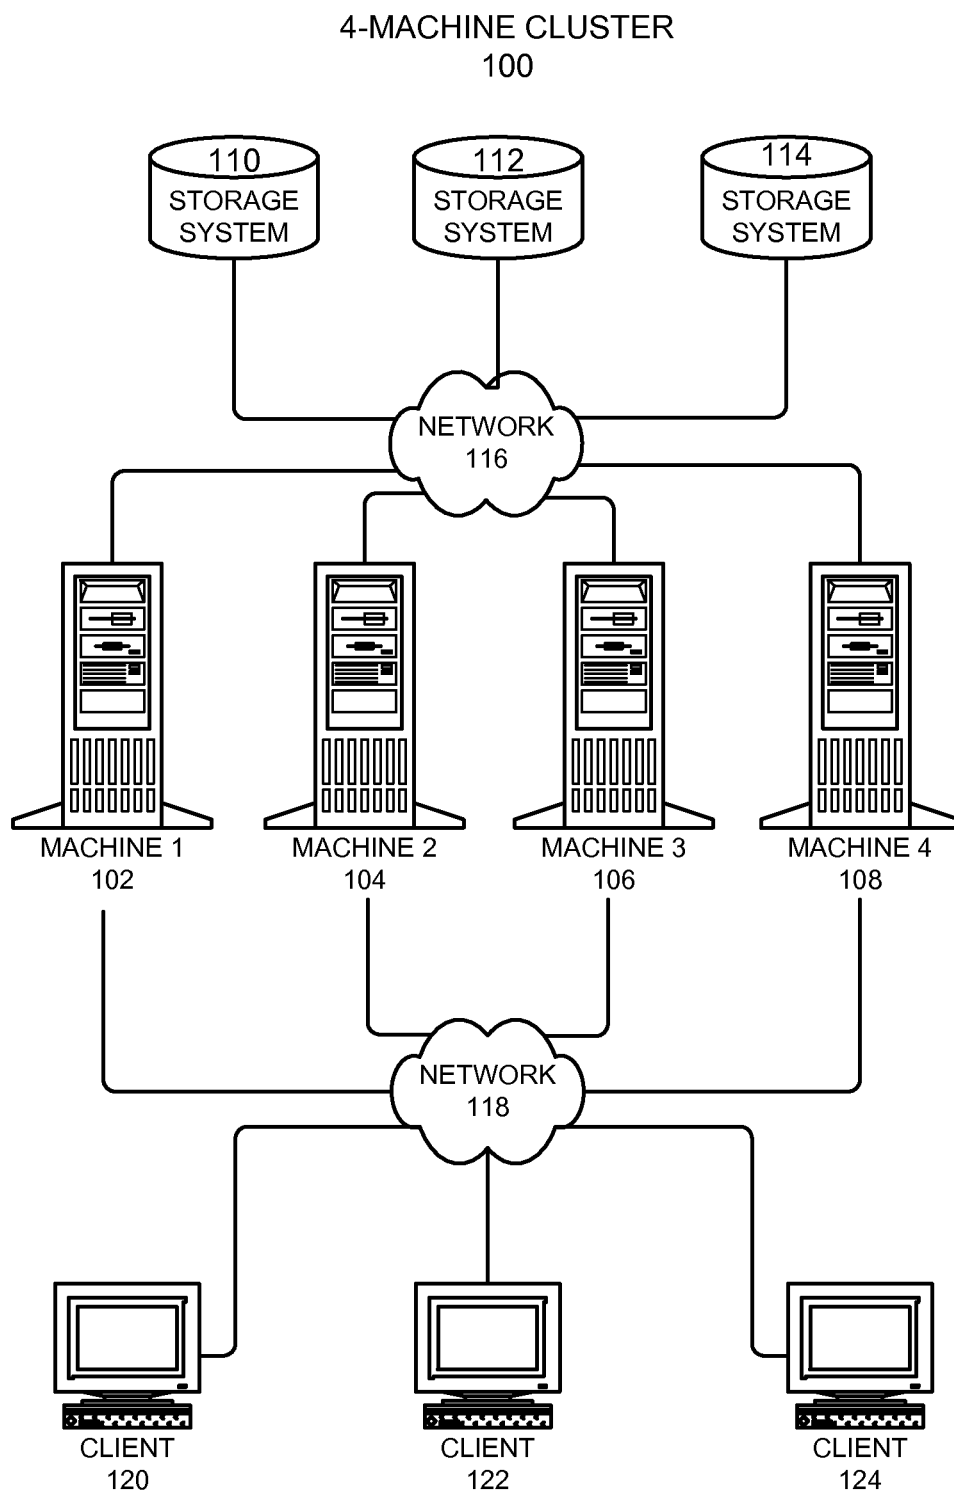 4-MACHINE CLUSTER
100
110
STORAGE
SYSTEM
112
STORAGE
SYSTEM
114
STORAGE
SYSTEM
NETWORK
116
MACHINE 1
102
MACHINE 2
104
MACHINE 3
106
MACHINE 4
108
NETWORK
118
CLIENT
120
CLIENT
122
CLIENT
124